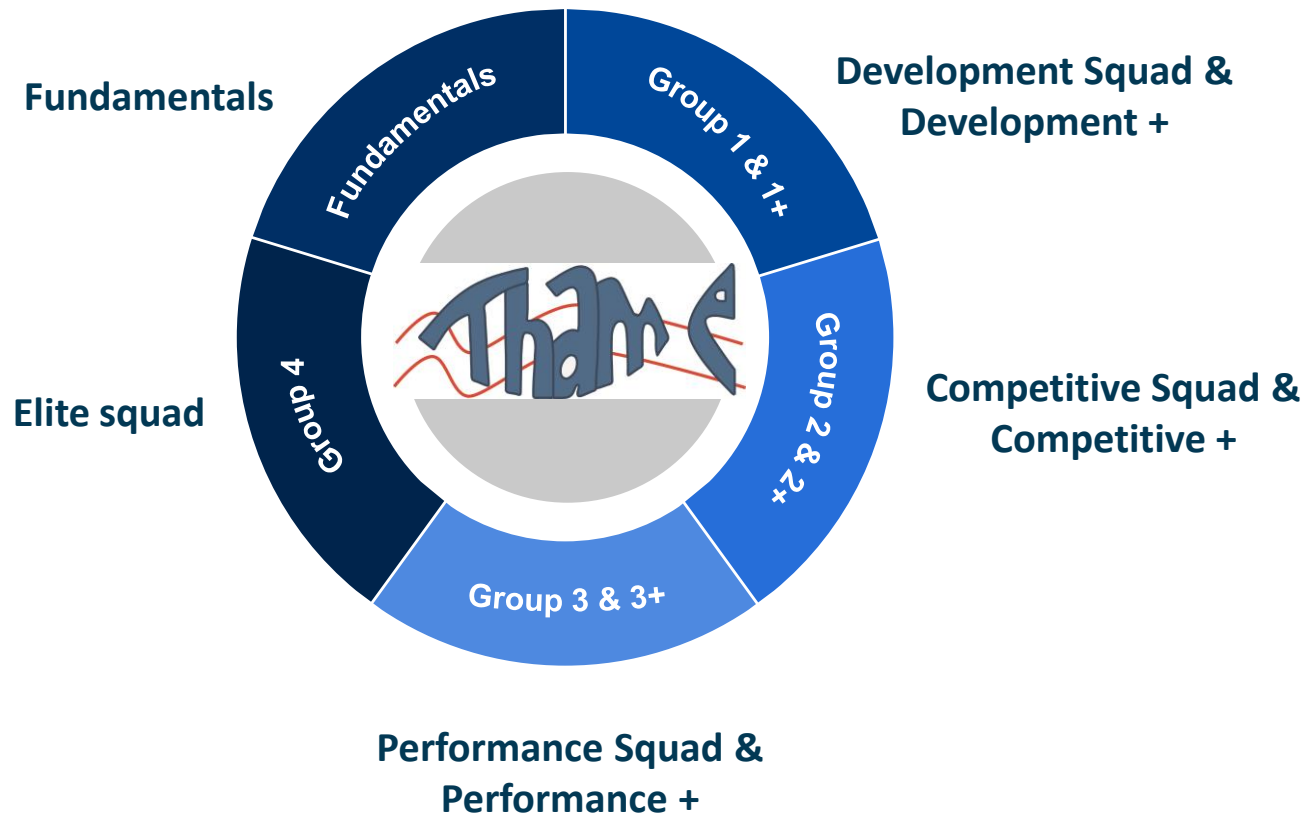 Fundamentals
Fundamentals
Group 1 & 1+
Development Squad &
Development +
Group 2 & 2+
Competitive Squad &
Competitive +
Group 3 & 3+
Performance Squad &
Performance +
Group 4
Elite squad
Thame